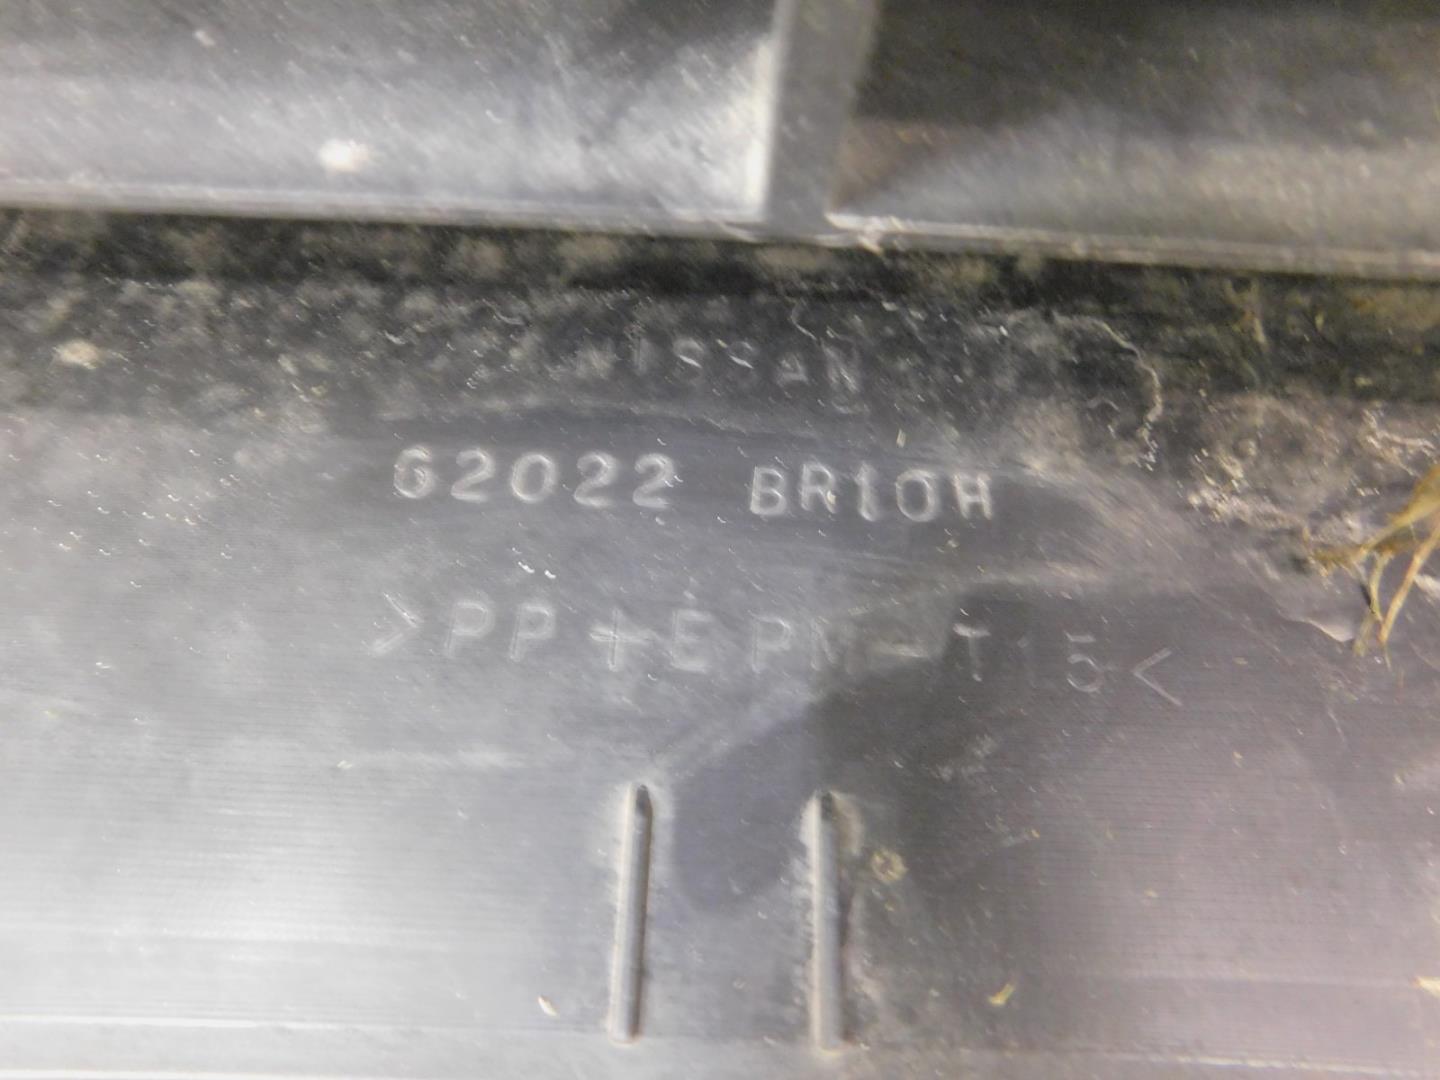 NISSAN
62022 BR10H
>PP+EPM-T15<